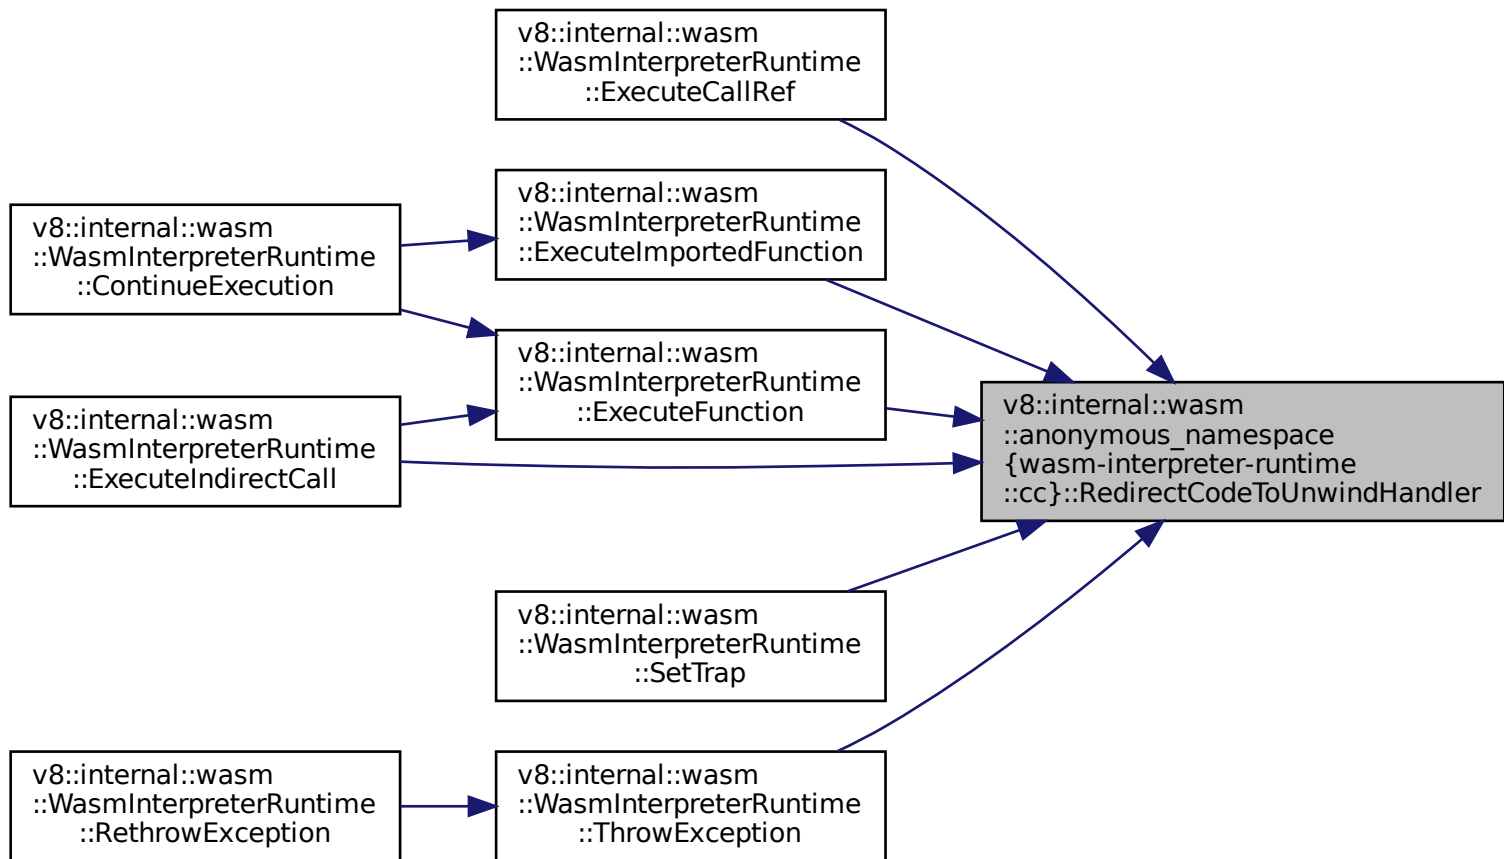 v8::internal::wasm
::WasmInterpreterRuntime
::ExecuteCallRef
v8::internal::wasm
::WasmInterpreterRuntime
::ExecuteImportedFunction
v8::internal::wasm
::WasmInterpreterRuntime
::ContinueExecution
v8::internal::wasm
::WasmInterpreterRuntime
::ExecuteFunction
v8::internal::wasm
::WasmInterpreterRuntime
::ExecuteIndirectCall
v8::internal::wasm
::anonymous_namespace
{wasm-interpreter-runtime
::cc}::RedirectCodeToUnwindHandler
v8::internal::wasm
::WasmInterpreterRuntime
::SetTrap
v8::internal::wasm
::WasmInterpreterRuntime
::RethrowException
v8::internal::wasm
::WasmInterpreterRuntime
::ThrowException